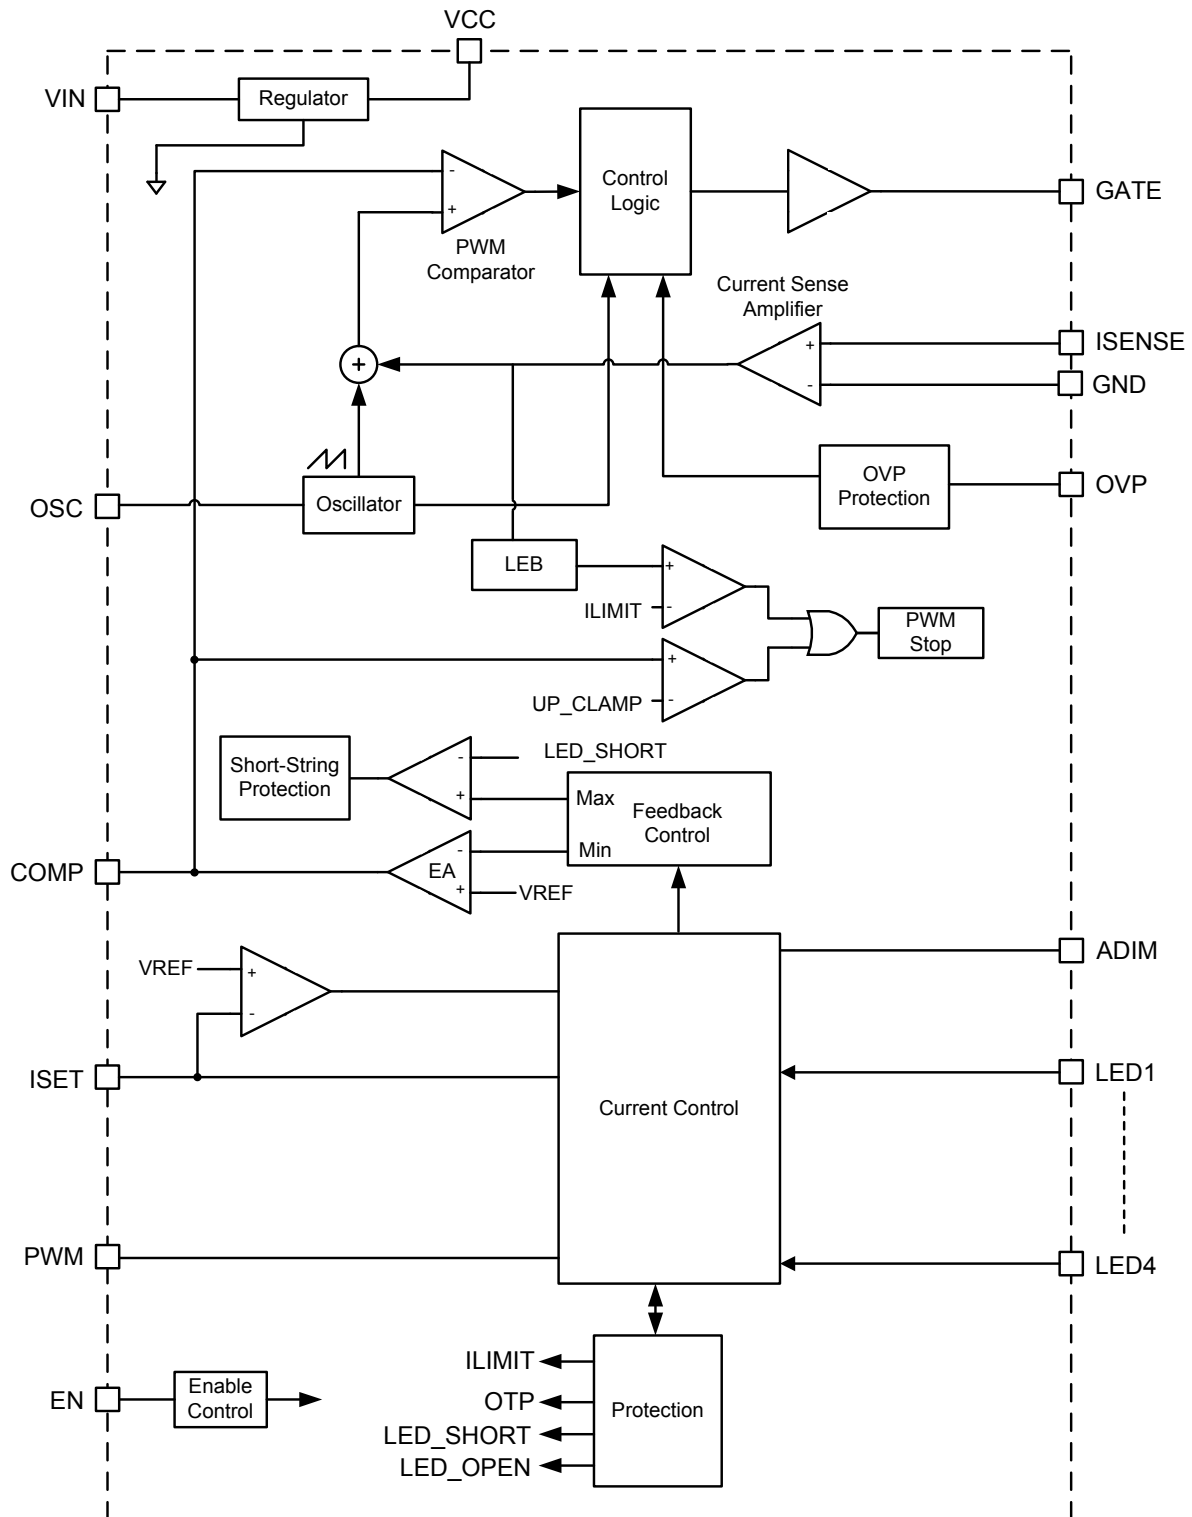 VCC
VIN
Regulator
-
+
PWM
Comparator
Control
Logic
GATE
Current Sense
Amplifier
+
-
ISENSE
GND
+
OSC
Oscillator
OVP
Protection
OVP
LEB
+
ILIMIT
-
PWM
Stop
+
UP_CLAMP
-
Short-String
Protection
-
LED_SHORT
+
Max
Feedback
Control
Min
COMP
EA
-
+
VREF
VREF
+
-
ADIM
ISET
Current Control
LED1
PWM
LED4
ILIMIT
OTP
LED_SHORT
LED_OPEN
Protection
EN
Enable
Control